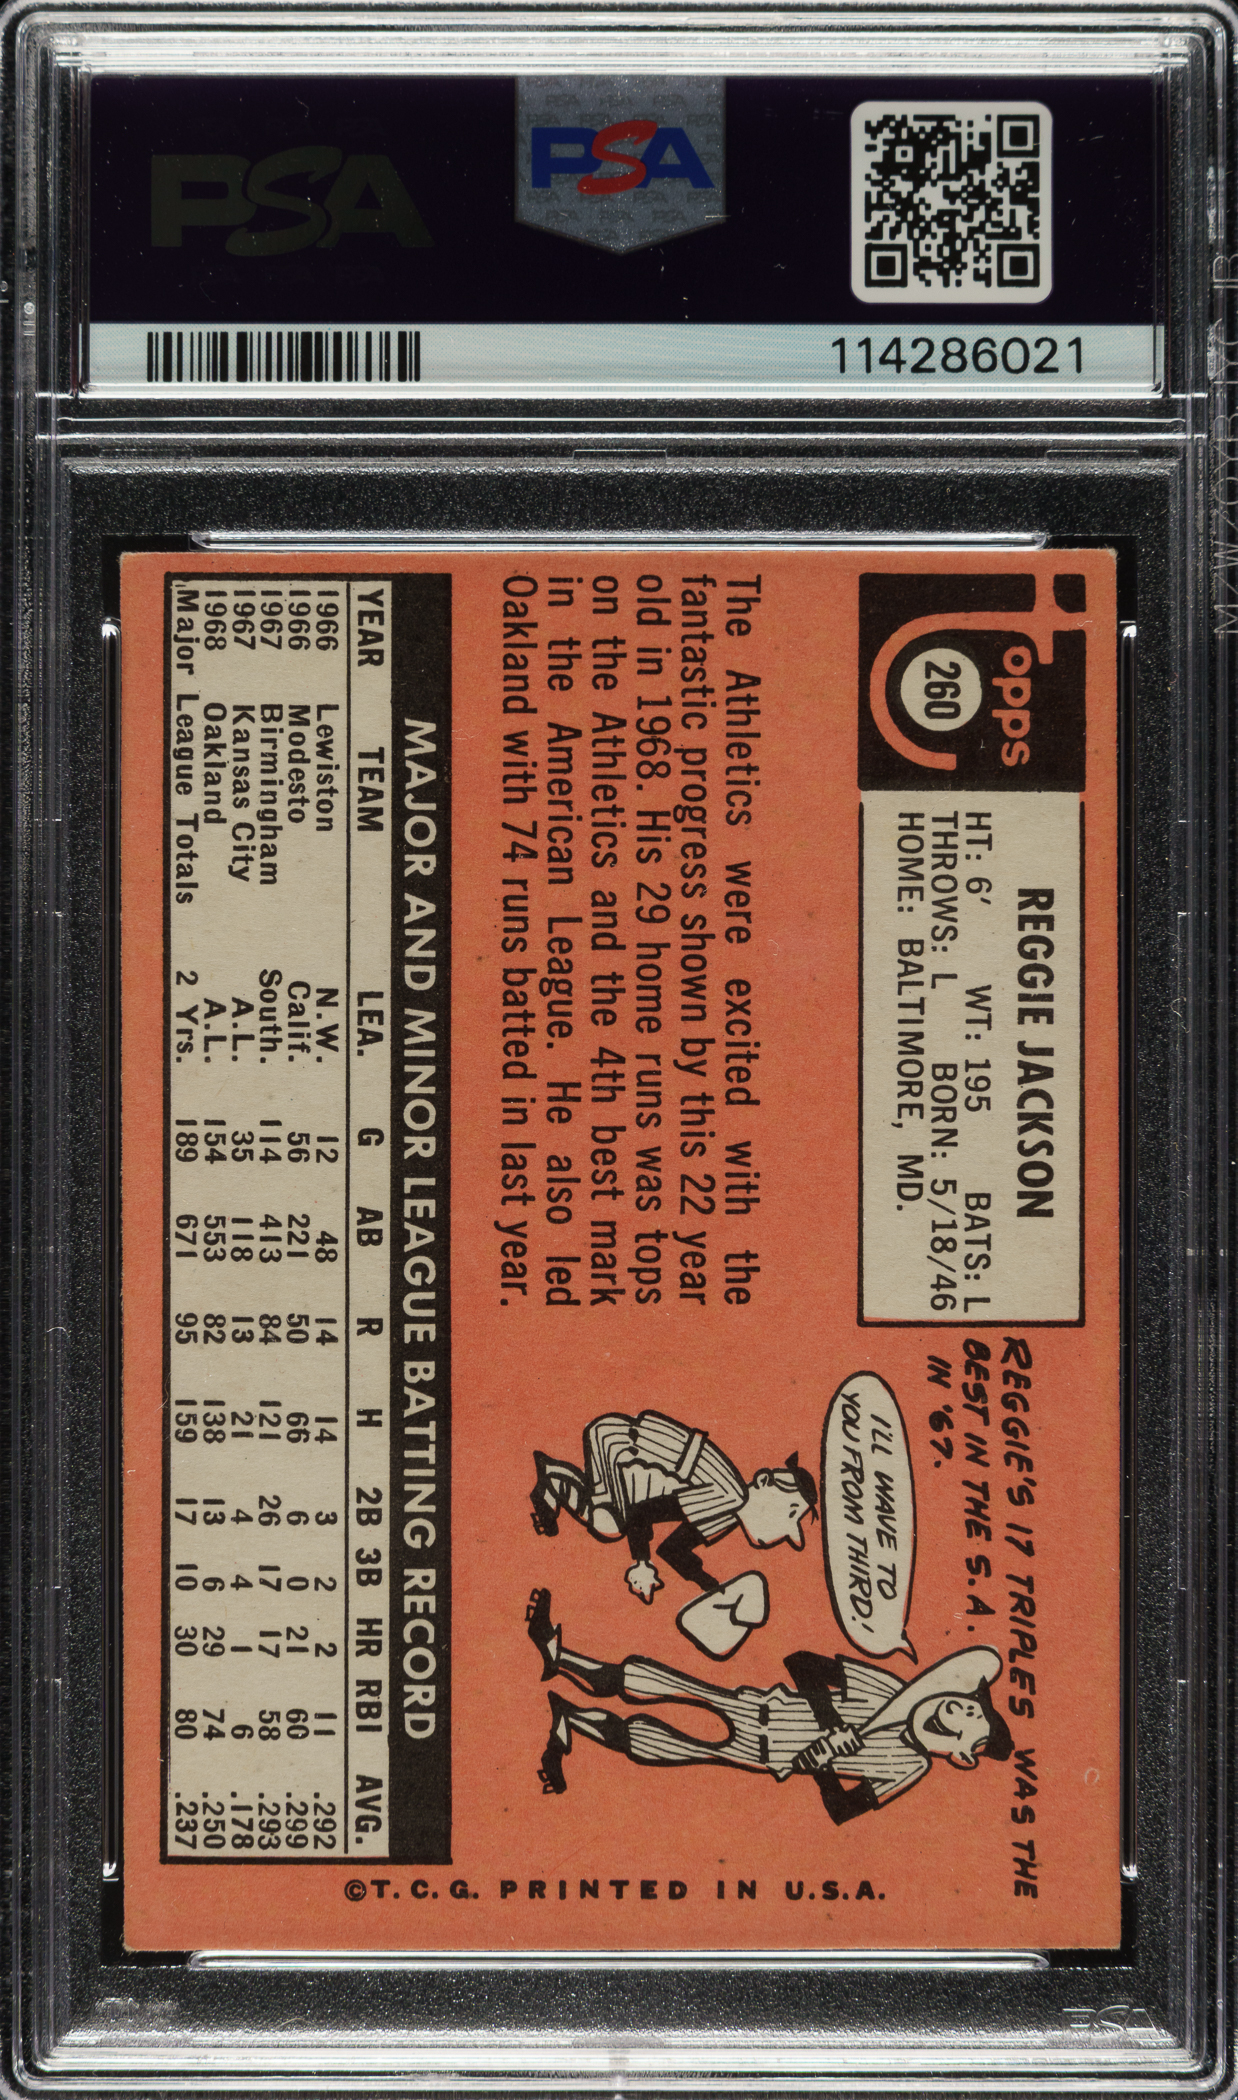 PSA
PSA
114286021
Topps
260
REGGIE JACKSON
HT: 6' WT: 195 BATS: L
THROWS: L BORN: 5/18/46
HOME: BALTIMORE, MD.
REGGIE'S 17 TRIPLES WAS THE
BEST IN THE S.A.
IN '67.
I'LL WAVE TO
YOU FROM THIRD!
The Athletics were excited with the
fantastic progress shown by this 22 year
old in 1968. His 29 home runs was tops
on the Athletics and the 4th best mark
in the American League. He also led
Oakland with 74 runs batted in last year.
MAJOR AND MINOR LEAGUE BATTING RECORD
YEAR TEAM LEA. G AB R H 2B 3B HR RBI AVG.
1966 Lewiston N.W. 12 48 14 14 3 2 2 11 .292
1966 Modesto Calif. 56 221 50 66 6 0 21 60 .299
1967 Birmingham South. 114 413 84 121 26 17 17 58 .293
1967 Kansas City A.L. 35 118 13 21 4 4 1 6 .178
1968 Oakland A.L. 154 553 82 138 13 6 29 74 .250
Major League Totals 2 Yrs. 189 671 95 159 17 10 30 80 .237
©T.C.G. PRINTED IN U.S.A.
PSA